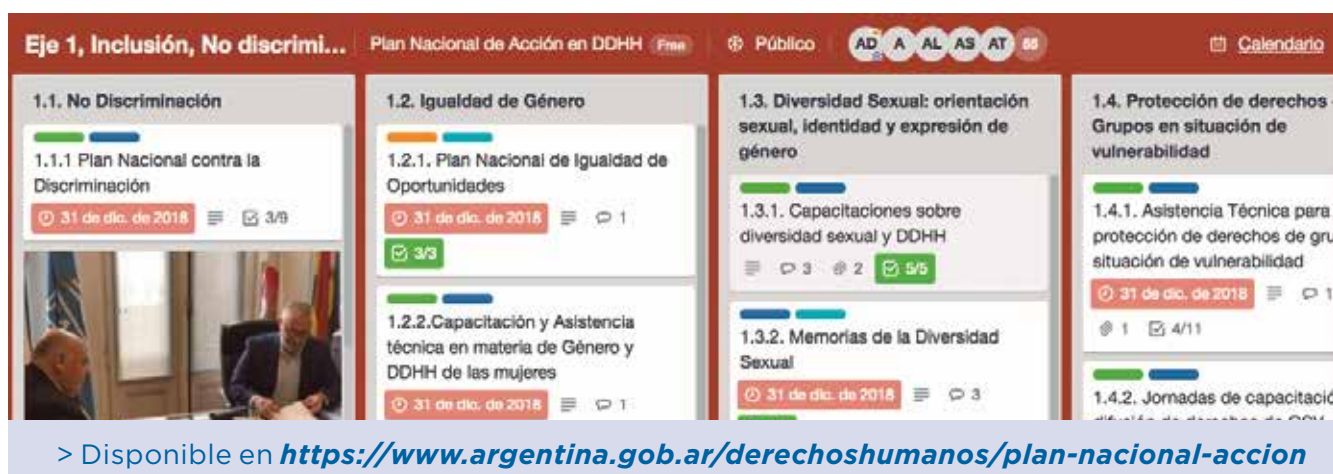 Eje 1, Inclusión, No discrimi...
Plan Nacional de Acción en DDHH Free
Público
AD A AL AS AT
Calendario
1.1. No Discriminación
1.1.1 Plan Nacional contra la
Discriminación
31 de dic. de 2018 3/9
1.2. Igualdad de Género
1.2.1. Plan Nacional de Igualdad de
Oportunidades
31 de dic. de 2018 1
3/3
1.2.2.Capacitación y Asistencia
técnica en materia de Género y
DDHH de las mujeres
31 de dic. de 2018 1
1.3. Diversidad Sexual: orientación
sexual, identidad y expresión de
género
1.3.1. Capacitaciones sobre
diversidad sexual y DDHH
3 2 5/5
1.3.2. Memorias de la Diversidad
Sexual
31 de dic. de 2018 3
1.4. Protección de derechos
Grupos en situación de
vulnerabilidad
1.4.1. Asistencia Técnica para
protección de derechos de gru
situación de vulnerabilidad
31 de dic. de 2018 1
1 4/11
1.4.2. Jornadas de capacitació
> Disponible en https://www.argentina.gob.ar/derechoshumanos/plan-nacional-accion